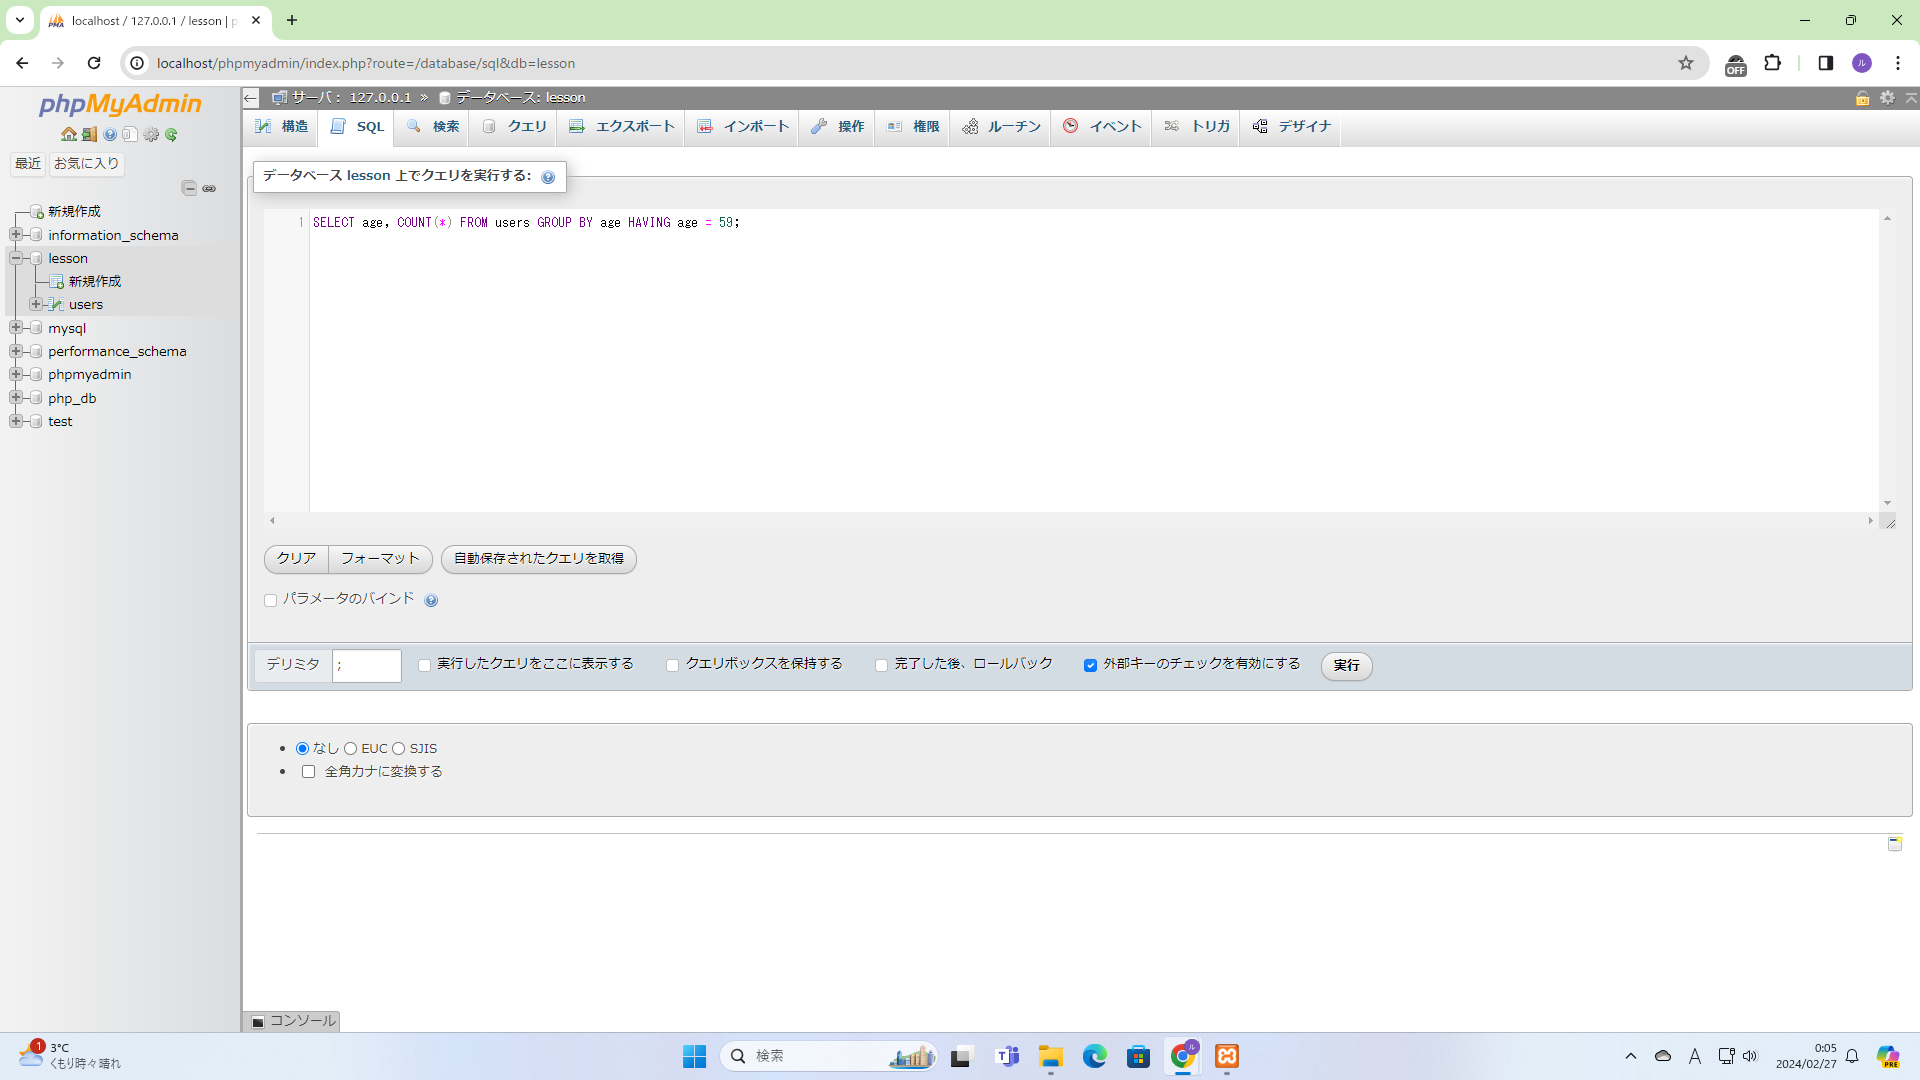 localhost / 127.0.0.1 / lesson | p
localhost/phpmyadmin/index.php?route=/database/sql&db=lesson
OFF
ル
phpMyAdmin
最近 お気に入り
新規作成
information_schema
lesson
新規作成
users
mysql
performance_schema
phpmyadmin
php_db
test
サーバ: 127.0.0.1 » データベース: lesson
構造 SQL 検索 クエリ エクスポート インポート 操作 権限 ルーチン イベント トリガ デザイナ
データベース lesson 上でクエリを実行する:
1 SELECT age, COUNT(*) FROM users GROUP BY age HAVING age = 59;
クリア フォーマット 自動保存されたクエリを取得
パラメータのバインド
デリミタ ; 実行したクエリをここに表示する クエリボックスを保持する 完了した後、ロールバック 外部キーのチェックを有効にする 実行
なし EUC SJIS
全角カナに変換する
コンソール
1 3°C
くもり時々晴れ
検索
A
0:05
2024/02/27
PRE